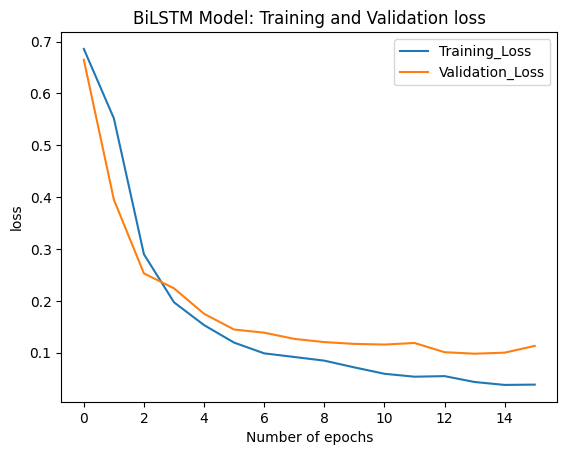 BiLSTM Model: Training and Validation loss
Training_Loss
Validation_Loss
loss
0.7
0.6
0.5
0.4
0.3
0.2
0.1
0 2 4 6 8 10 12 14
Number of epochs